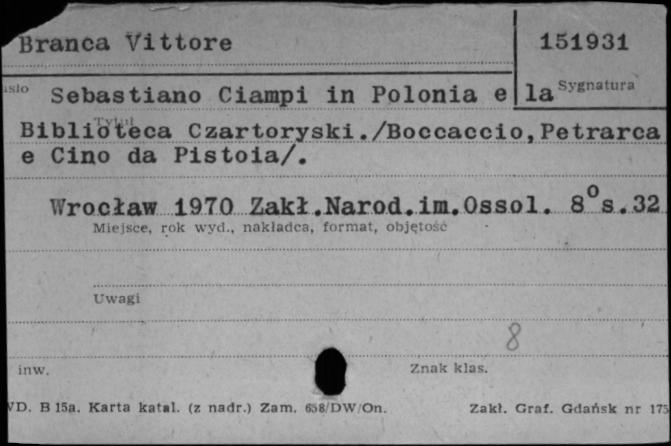 Branca Vittore
151931
Sygnatura
Sebastiano Ciampi in Polonia e la
Tytuł
Biblioteca Czartoryski./Boccaccio,Petrarca
e Cino da Pistoia/.
Wrocław 1970 Zakł.Narod.im.Ossol. 8° s.32
Miejsce, rok wyd., nakładca, format, objętość
Uwagi
8
inw.
Znak klas.
B 15a. Karta katal. (z nadr.) Zam. 658/DW/On.
Zakł. Graf. Gdańsk nr 175